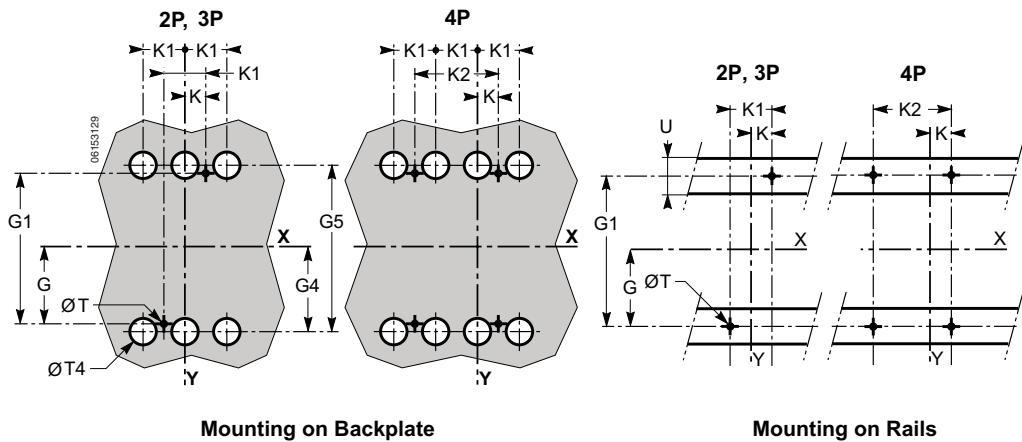 2P, 3P
4P
K1 K1
K1 K1 K1
K1
K2
K
K
2P, 3P
4P
K1
K2
U
K
K
06153129
G1
G5
G1
X
X
X
X
G
G4
G
ØT
ØT
ØT4
Y
Y
Y
Y
Mounting on Backplate
Mounting on Rails